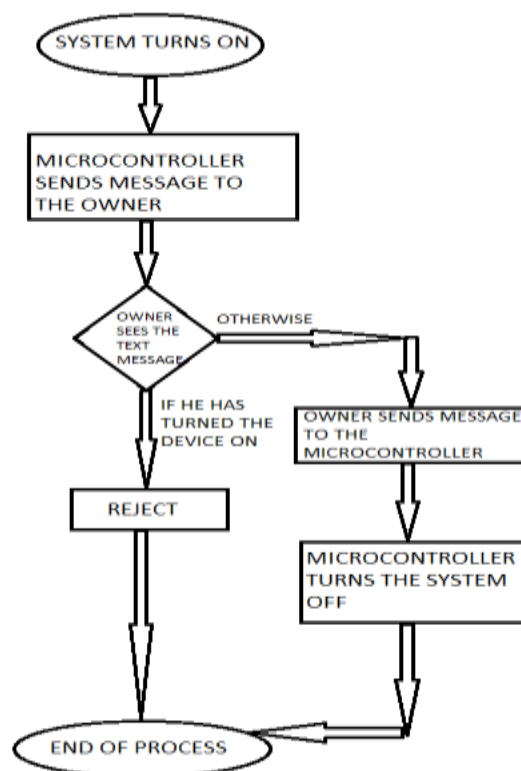 SYSTEM TURNS ON
MICROCONTROLLER
SENDS MESSAGE TO
THE OWNER
OWNER
SEES THE
TEXT
MESSAGE
OTHERWISE
IF HE HAS
TURNED THE
DEVICE ON
OWNER SENDS MESSAGE
TO THE
MICROCONTROLLER
REJECT
MICROCONTROLLER
TURNS THE SYSTEM
OFF
END OF PROCESS